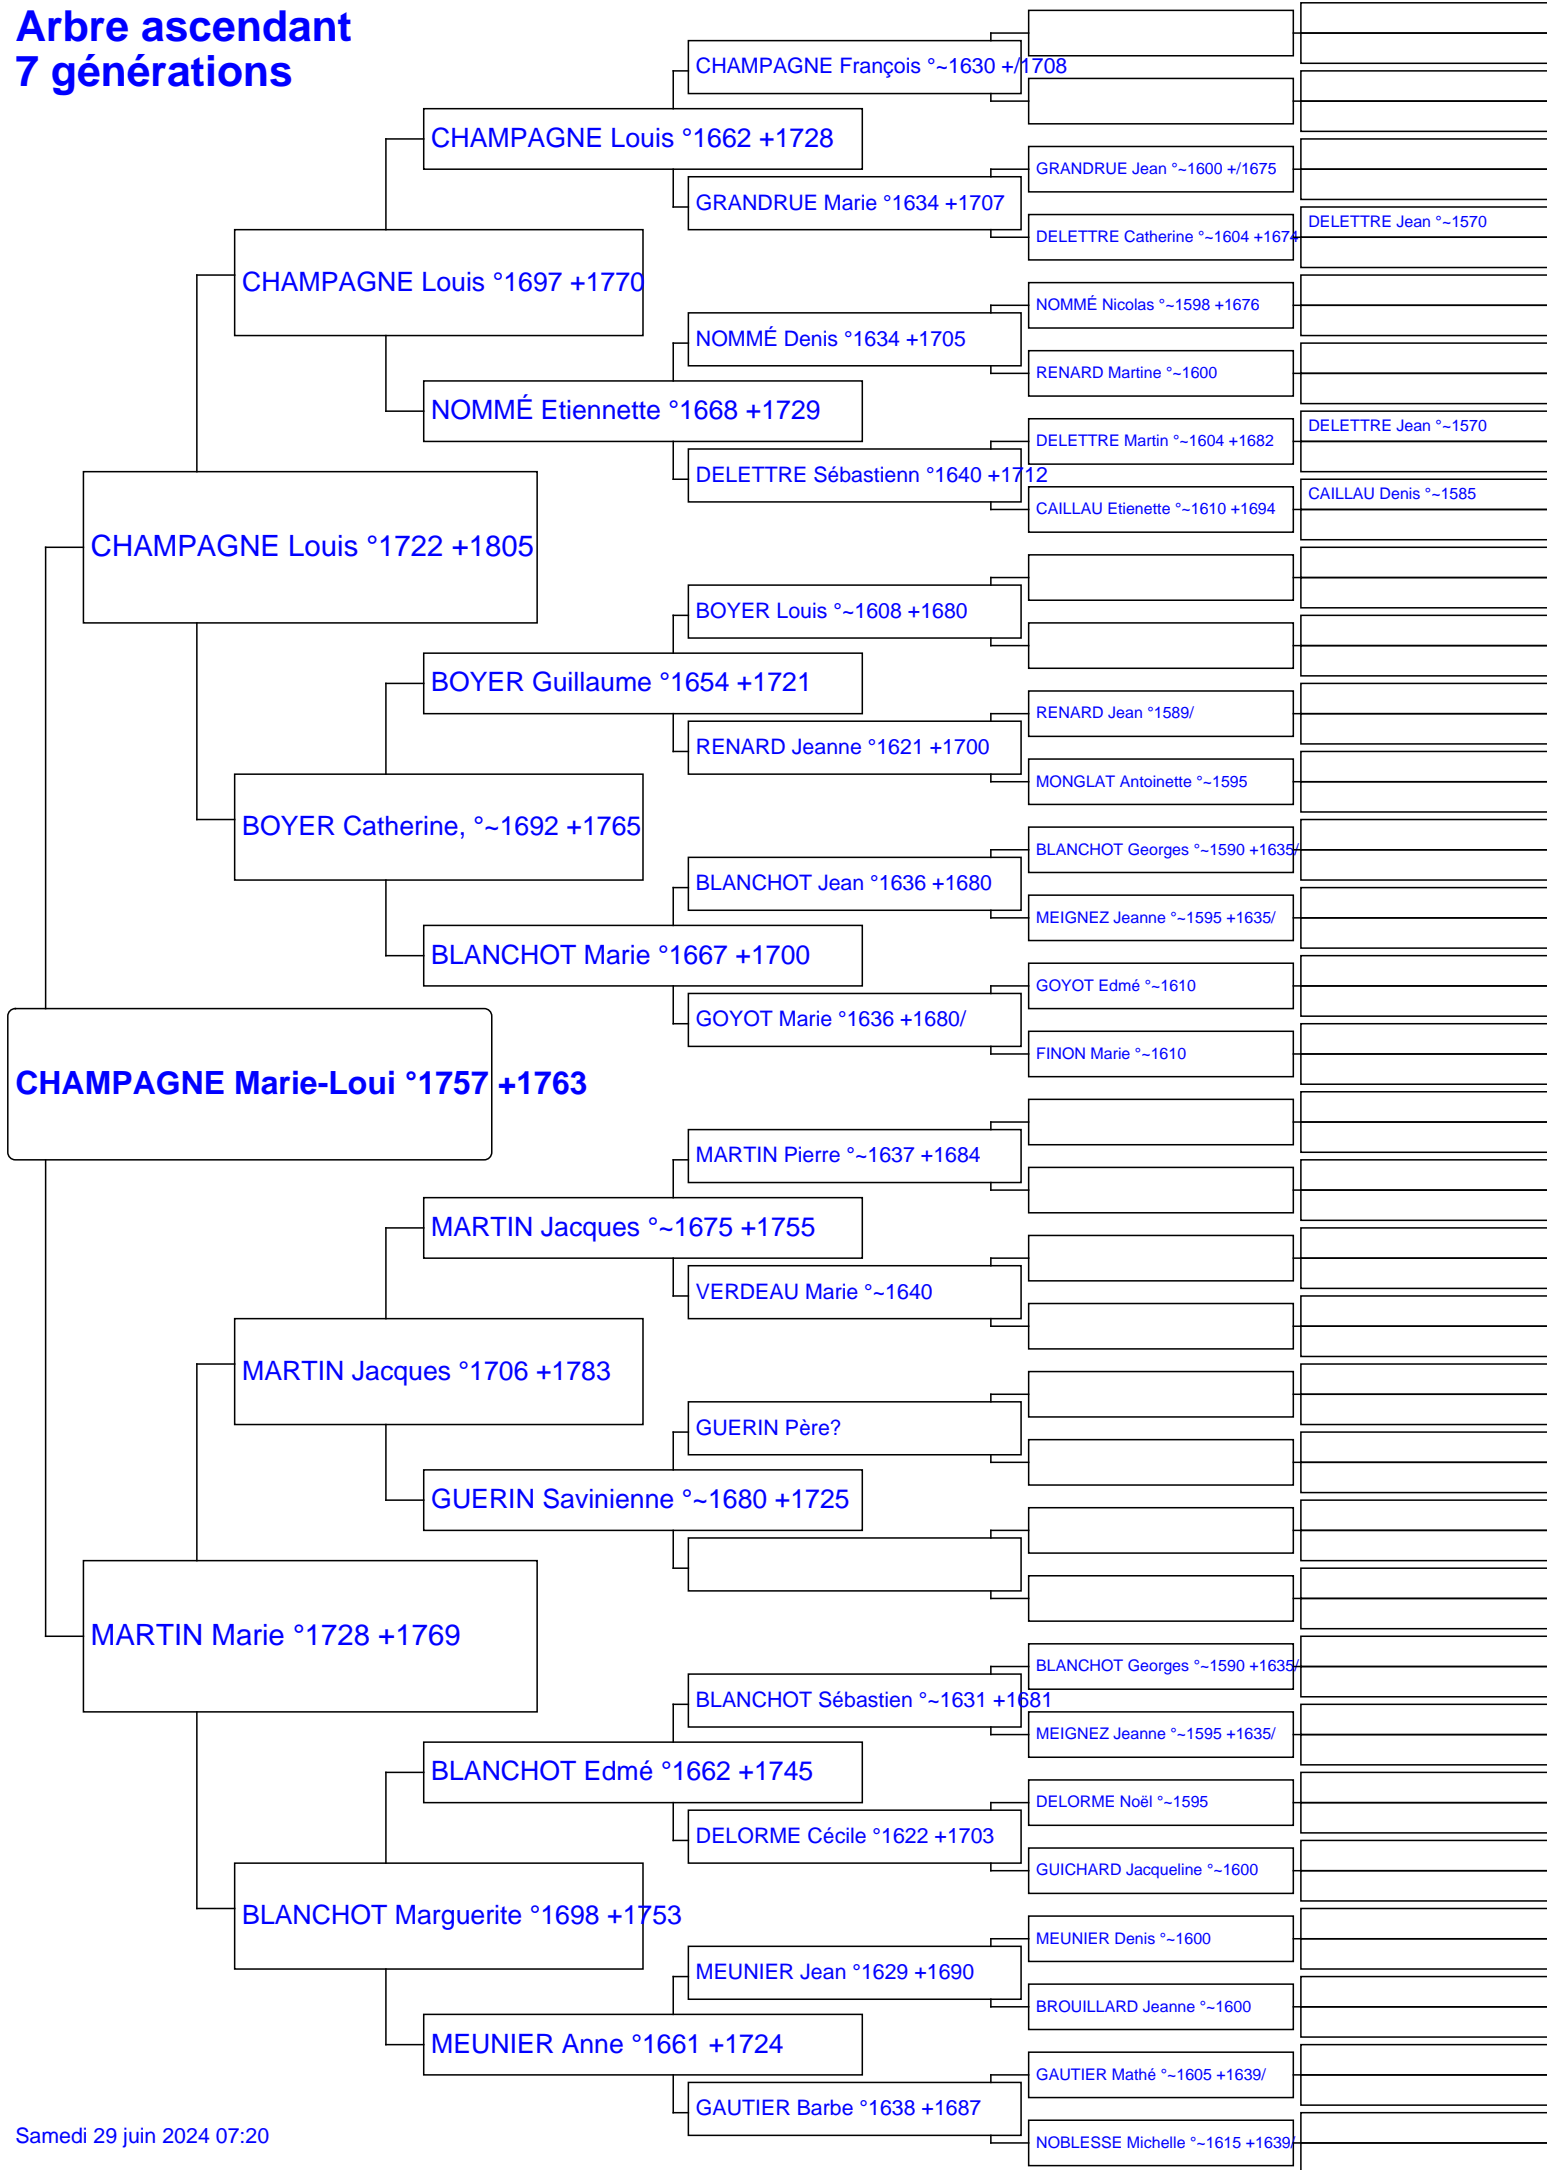 Arbre ascendant
7 générations
CHAMPAGNE François °~1630 +/1708
CHAMPAGNE Louis °1662 +1728
GRANDRUE Jean °~1600 +/1675
GRANDRUE Marie °1634 +1707
DELETTRE Catherine °~1604 +1674
DELETTRE Jean °~1570
CHAMPAGNE Louis °1697 +1770
NOMMÉ Nicolas °~1598 +1676
NOMMÉ Denis °1634 +1705
RENARD Martine °~1600
NOMMÉ Etiennette °1668 +1729
DELETTRE Martin °~1604 +1682
DELETTRE Jean °~1570
DELETTRE Sébastienn °1640 +1712
CAILLAU Etienette °~1610 +1694
CAILLAU Denis °~1585
CHAMPAGNE Louis °1722 +1805
BOYER Louis °~1608 +1680
BOYER Guillaume °1654 +1721
RENARD Jean °1589/
RENARD Jeanne °1621 +1700
MONGLAT Antoinette °~1595
BOYER Catherine, °~1692 +1765
BLANCHOT Georges °~1590 +1635/
BLANCHOT Jean °1636 +1680
MEIGNEZ Jeanne °~1595 +1635/
BLANCHOT Marie °1667 +1700
GOYOT Edmé °~1610
GOYOT Marie °1636 +1680/
FINON Marie °~1610
CHAMPAGNE Marie-Loui °1757 +1763
MARTIN Pierre °~1637 +1684
MARTIN Jacques °~1675 +1755
VERDEAU Marie °~1640
MARTIN Jacques °1706 +1783
GUERIN Père?
GUERIN Savinienne °~1680 +1725
MARTIN Marie °1728 +1769
BLANCHOT Georges °~1590 +1635/
BLANCHOT Sébastien °~1631 +1681
MEIGNEZ Jeanne °~1595 +1635/
BLANCHOT Edmé °1662 +1745
DELORME Noël °~1595
DELORME Cécile °1622 +1703
GUICHARD Jacqueline °~1600
BLANCHOT Marguerite °1698 +1753
MEUNIER Denis °~1600
MEUNIER Jean °1629 +1690
BROUILLARD Jeanne °~1600
MEUNIER Anne °1661 +1724
GAUTIER Mathé °~1605 +1639/
GAUTIER Barbe °1638 +1687
NOBLESSE Michelle °~1615 +1639/
Samedi 29 juin 2024 07:20